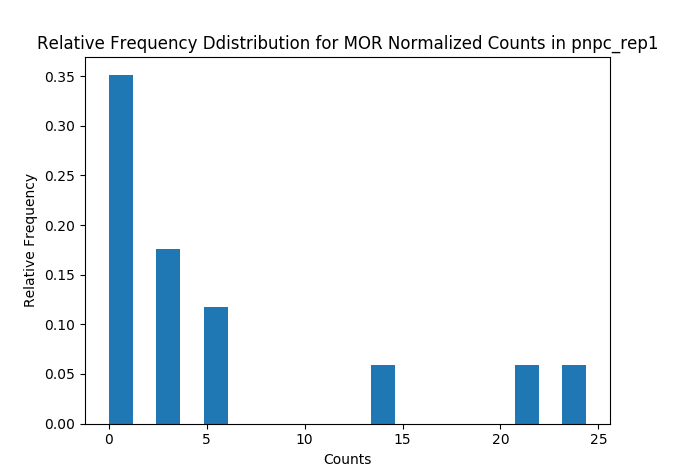 Relative Frequency Ddistribution for MOR Normalized Counts in pnpc_rep1
0.35
0.30
0.25
0.20
0.15
0.10
0.05
0.00
Relative Frequency
0 5 10 15 20 25
Counts